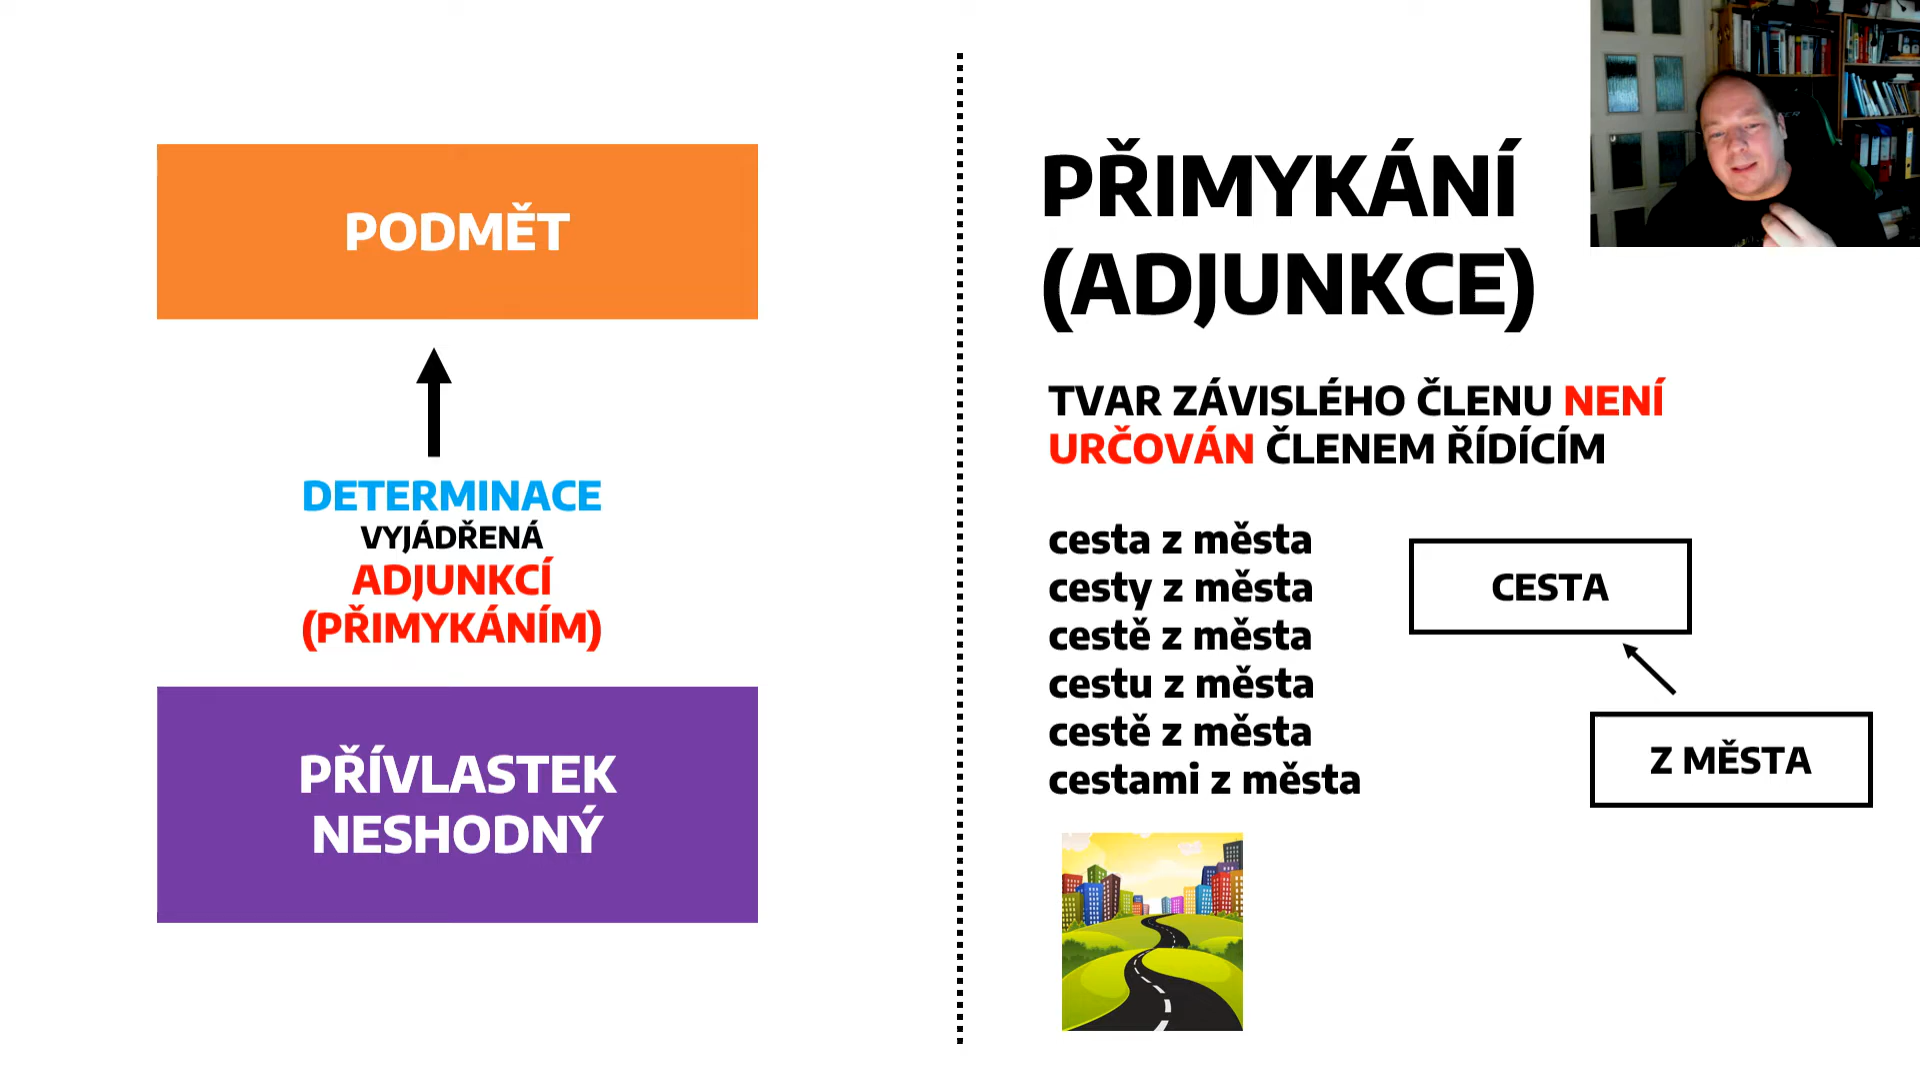 PODMĚT
DETERMINACE
VYJÁDŘENÁ
ADJUNKCÍ
(PŘIMYKÁNÍM)
PŘÍVLASTEK
NESHODNÝ
PŘIMYKÁNÍ
(ADJUNKCE)
TVAR ZÁVISLÉHO ČLENU NENÍ
URČOVÁN ČLENEM ŘÍDÍCÍM
cesta z města
cesty z města
cestě z města
cestu z města
cestě z města
cestami z města
CESTA
Z MĚSTA